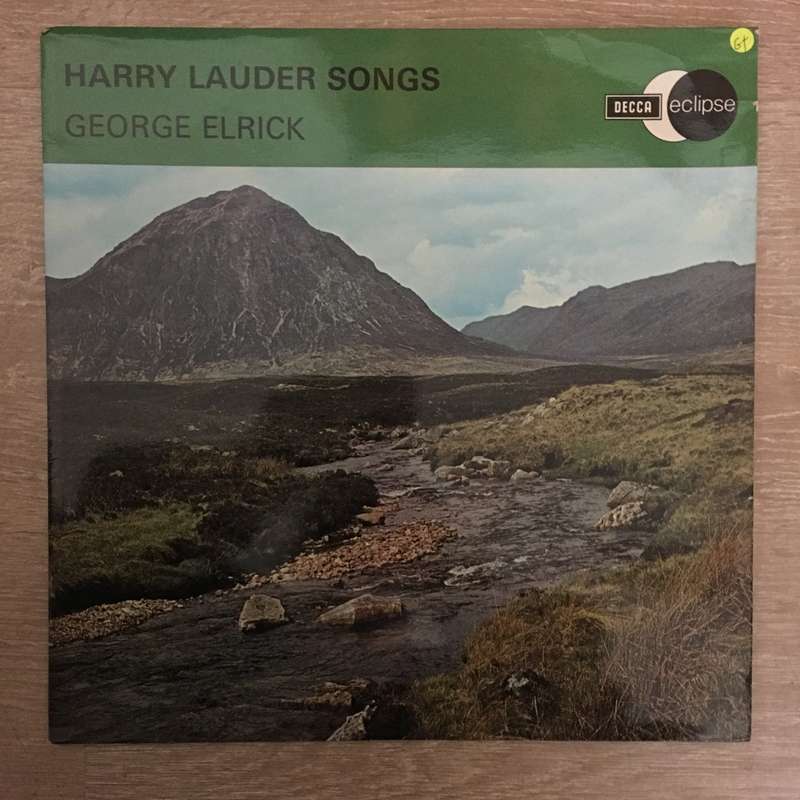 HARRY LAUDER SONGS
GEORGE ELRICK
DECCA eclipse
G+